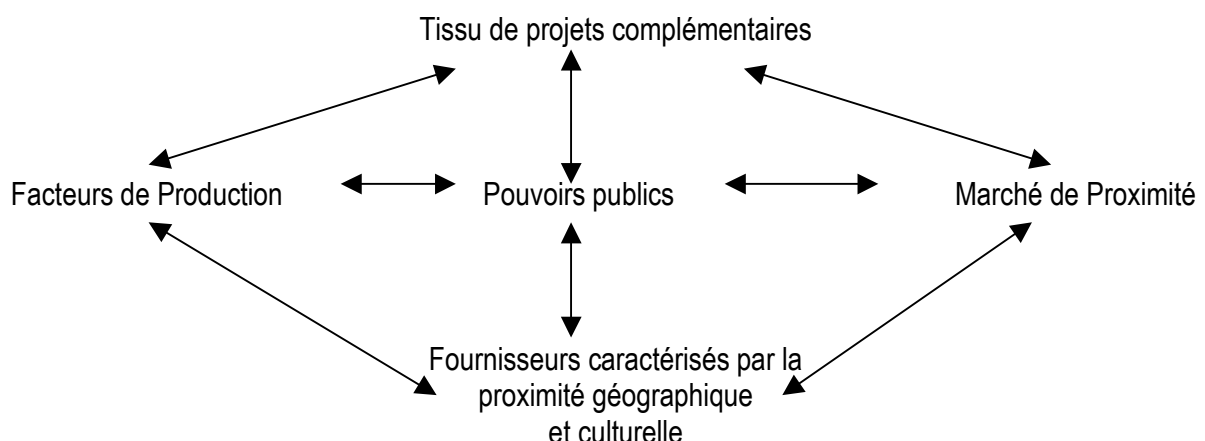 Tissu de projets complémentaires
Facteurs de Production
Pouvoirs publics
Marché de Proximité
Fournisseurs caractérisés par la
proximité géographique
et culturelle